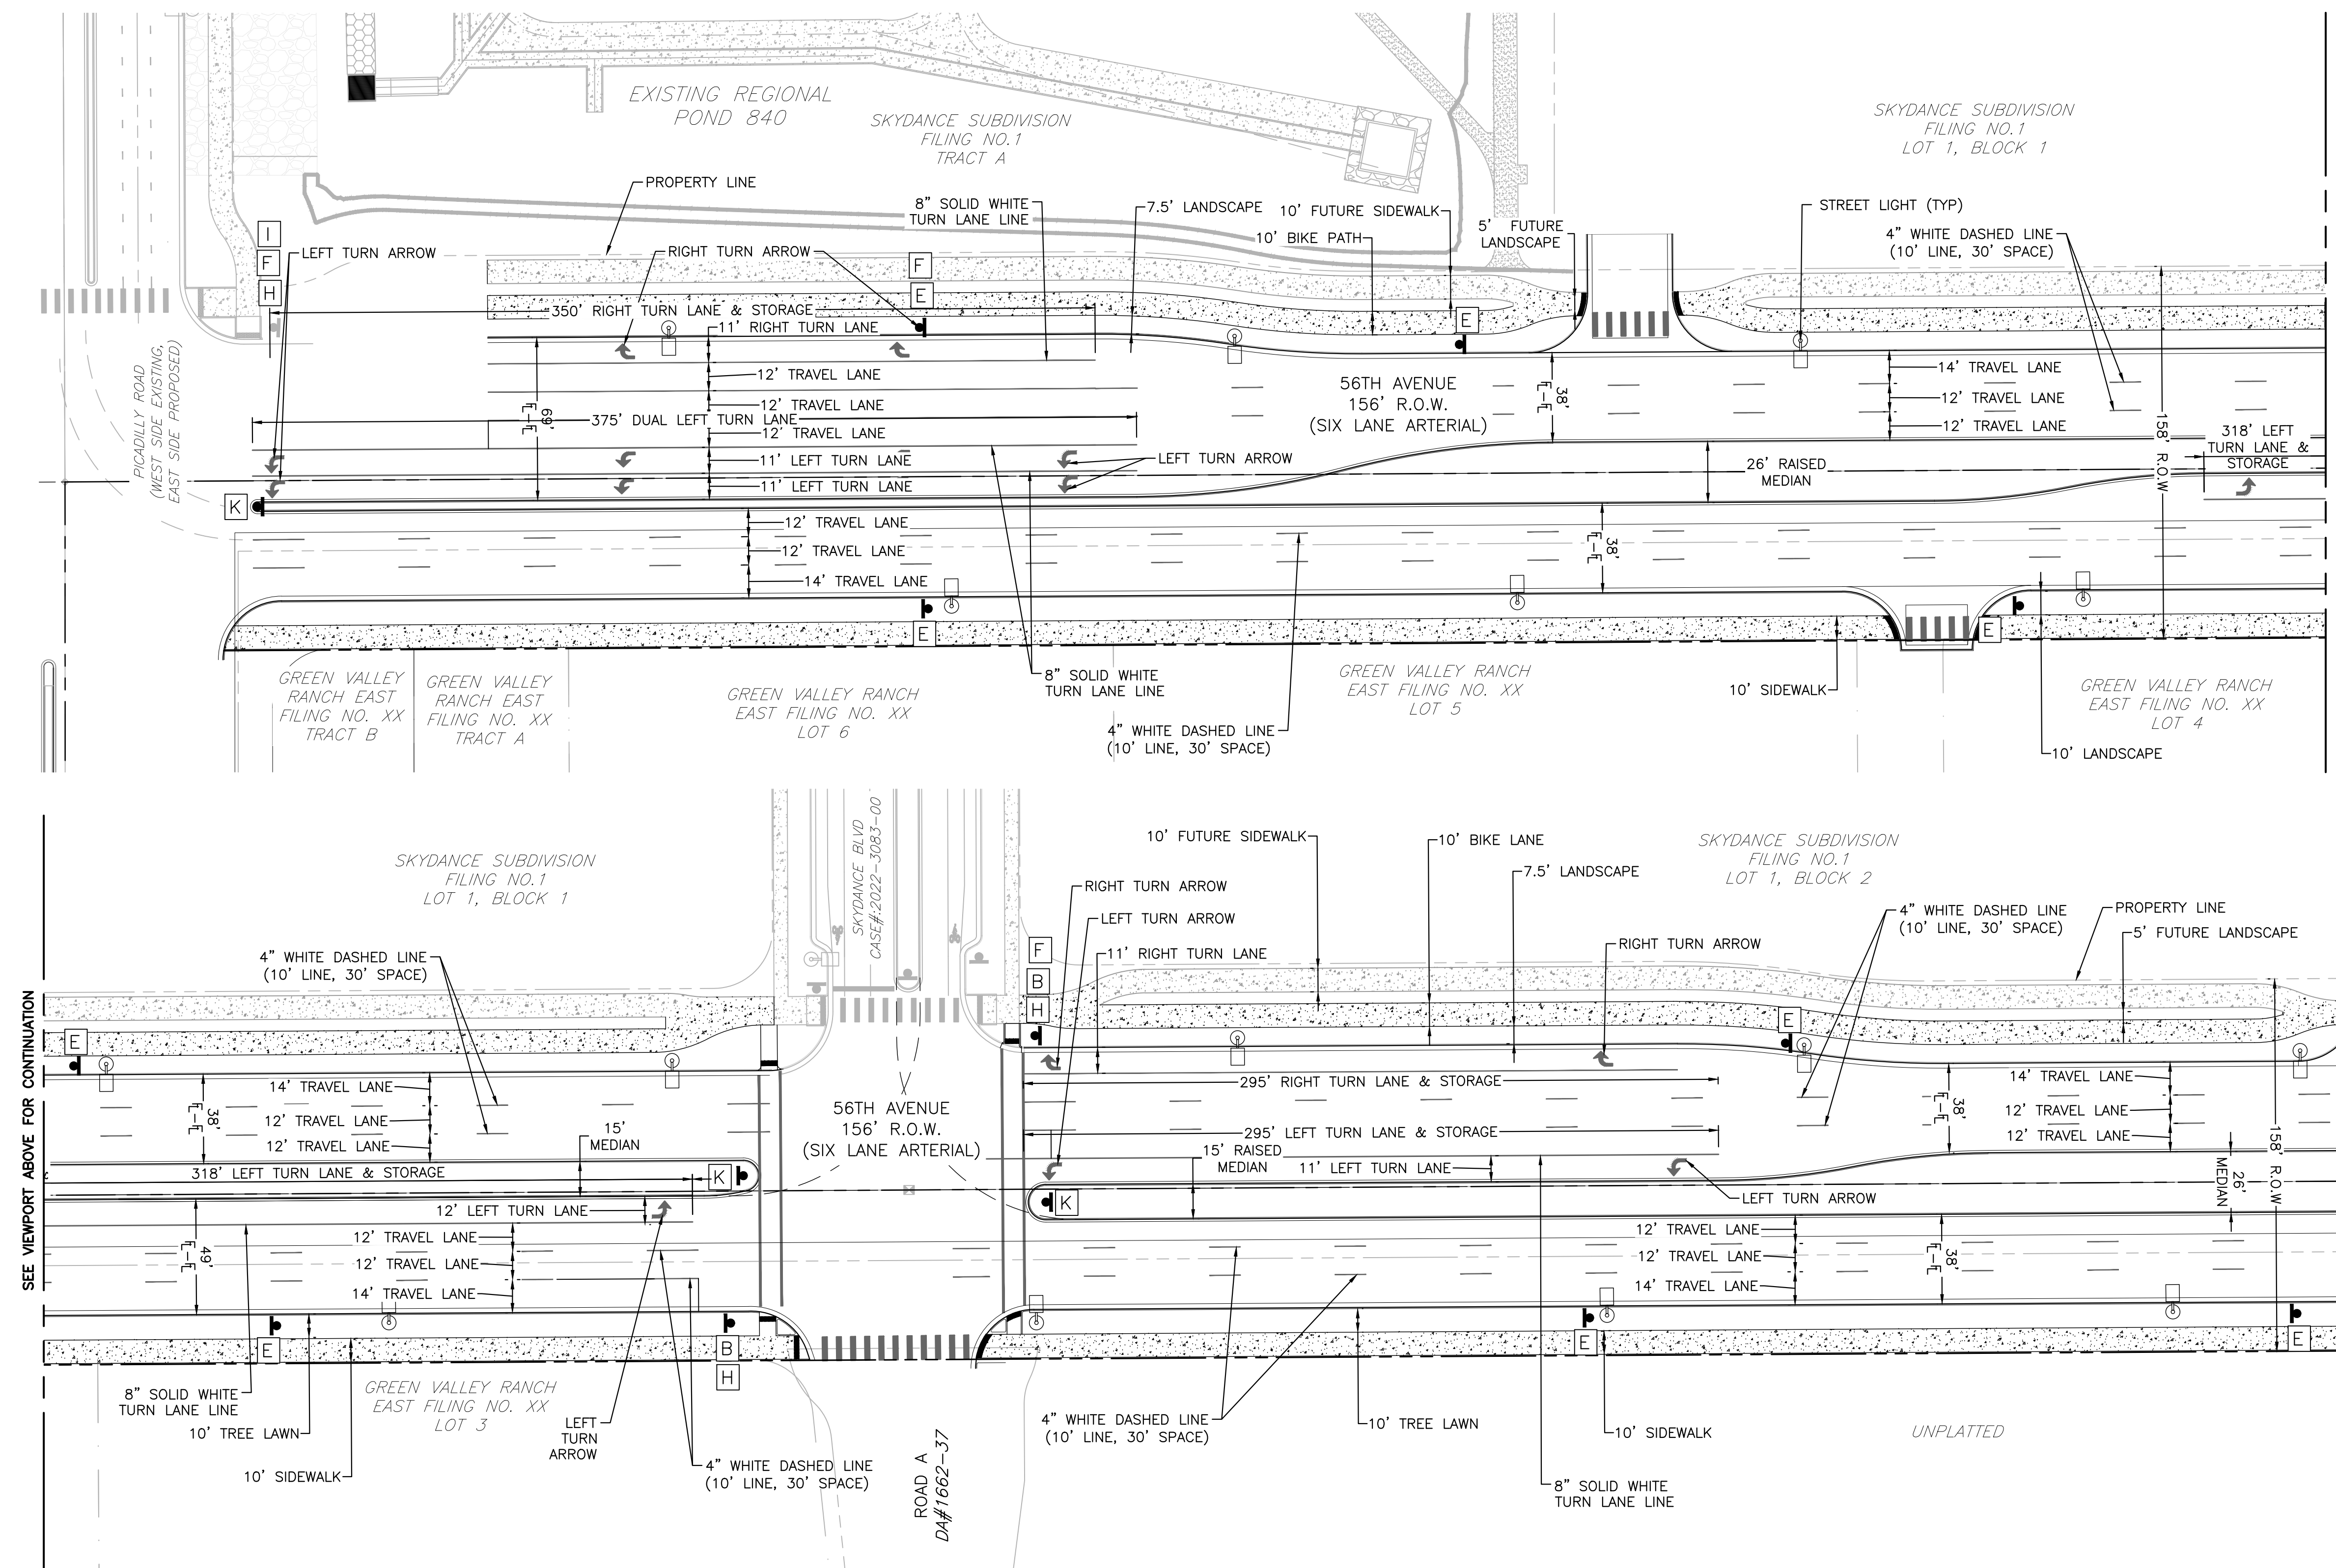 EXISTING REGIONAL
POND 840
SKYDANCE SUBDIVISION
FILING NO.1
TRACT A
SKYDANCE SUBDIVISION
FILING NO.1
LOT 1, BLOCK 1
PROPERTY LINE
8" SOLID WHITE
TURN LANE LINE
7.5' LANDSCAPE
10' FUTURE SIDEWALK
10' BIKE PATH
5' FUTURE
LANDSCAPE
STREET LIGHT (TYP)
4" WHITE DASHED LINE
(10' LINE, 30' SPACE)
I
F
H
LEFT TURN ARROW
RIGHT TURN ARROW
F
E
E
350' RIGHT TURN LANE & STORAGE
11' RIGHT TURN LANE
12' TRAVEL LANE
12' TRAVEL LANE
375' DUAL LEFT TURN LANE
12' TRAVEL LANE
11' LEFT TURN LANE
11' LEFT TURN LANE
69'
FL-FL
LEFT TURN ARROW
56TH AVENUE
156' R.O.W.
(SIX LANE ARTERIAL)
38'
FL-FL
14' TRAVEL LANE
12' TRAVEL LANE
12' TRAVEL LANE
158' R.O.W
318' LEFT
TURN LANE &
STORAGE
26' RAISED
MEDIAN
PICADILLY ROAD
(WEST SIDE EXISTING,
EAST SIDE PROPOSED)
K
12' TRAVEL LANE
12' TRAVEL LANE
14' TRAVEL LANE
38'
FL-FL
E
E
GREEN VALLEY
RANCH EAST
FILING NO. XX
TRACT B
GREEN VALLEY
RANCH EAST
FILING NO. XX
TRACT A
GREEN VALLEY RANCH
EAST FILING NO. XX
LOT 6
8" SOLID WHITE
TURN LANE LINE
4" WHITE DASHED LINE
(10' LINE, 30' SPACE)
GREEN VALLEY RANCH
EAST FILING NO. XX
LOT 5
10' SIDEWALK
GREEN VALLEY RANCH
EAST FILING NO. XX
LOT 4
10' LANDSCAPE
SEE VIEWPORT ABOVE FOR CONTINUATION
SKYDANCE SUBDIVISION
FILING NO.1
LOT 1, BLOCK 1
SKYDANCE BLVD
CASE#:2022-3083-00
10' FUTURE SIDEWALK
10' BIKE LANE
7.5' LANDSCAPE
SKYDANCE SUBDIVISION
FILING NO.1
LOT 1, BLOCK 2
RIGHT TURN ARROW
LEFT TURN ARROW
11' RIGHT TURN LANE
RIGHT TURN ARROW
4" WHITE DASHED LINE
(10' LINE, 30' SPACE)
PROPERTY LINE
5' FUTURE LANDSCAPE
4" WHITE DASHED LINE
(10' LINE, 30' SPACE)
F
B
H
E
E
14' TRAVEL LANE
12' TRAVEL LANE
12' TRAVEL LANE
38'
FL-FL
15'
MEDIAN
318' LEFT TURN LANE & STORAGE
K
12' LEFT TURN LANE
12' TRAVEL LANE
12' TRAVEL LANE
14' TRAVEL LANE
49'
FL-FL
56TH AVENUE
156' R.O.W.
(SIX LANE ARTERIAL)
295' RIGHT TURN LANE & STORAGE
295' LEFT TURN LANE & STORAGE
15' RAISED
MEDIAN
11' LEFT TURN LANE
K
LEFT TURN ARROW
38'
FL-FL
14' TRAVEL LANE
12' TRAVEL LANE
12' TRAVEL LANE
26'
MEDIAN
158' R.O.W
12' TRAVEL LANE
12' TRAVEL LANE
14' TRAVEL LANE
38'
FL-FL
E
B
H
E
E
8" SOLID WHITE
TURN LANE LINE
10' TREE LAWN
10' SIDEWALK
GREEN VALLEY RANCH
EAST FILING NO. XX
LOT 3
LEFT
TURN
ARROW
4" WHITE DASHED LINE
(10' LINE, 30' SPACE)
ROAD A
DA#1662-37
4" WHITE DASHED LINE
(10' LINE, 30' SPACE)
10' TREE LAWN
8" SOLID WHITE
TURN LANE LINE
10' SIDEWALK
UNPLATTED